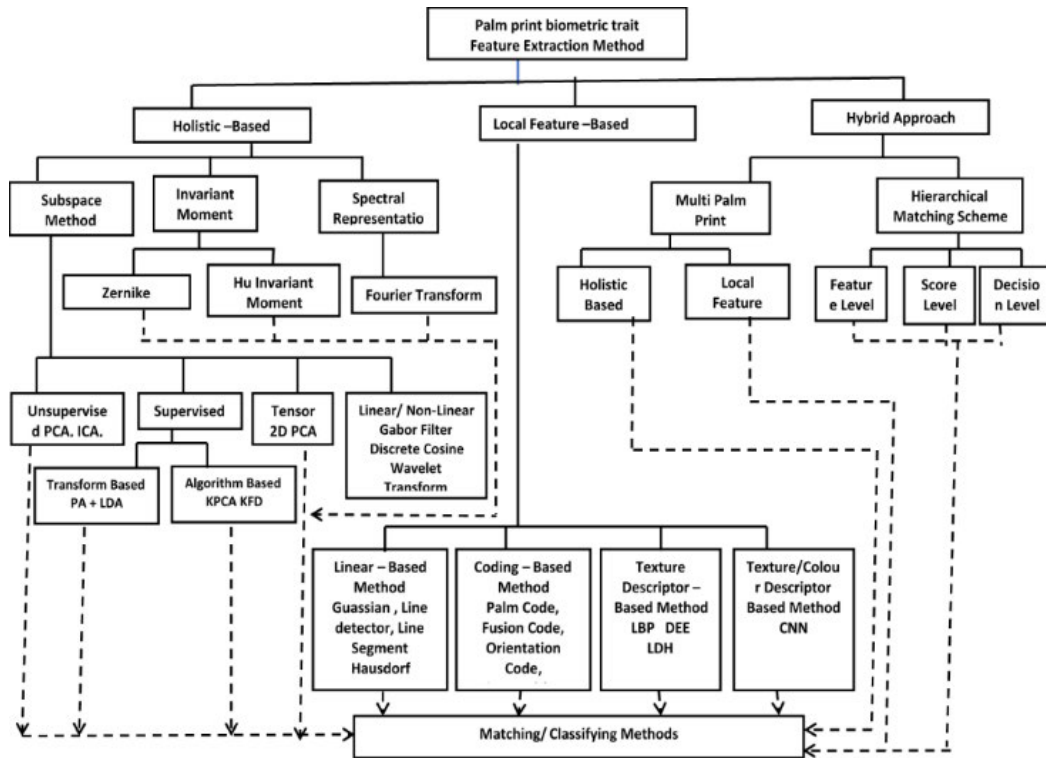 Palm print biometric trait
Feature Extraction Method
Holistic –Based
Local Feature –Based
Hybrid Approach
Subspace
Method
Invariant
Moment
Spectral
Representatio
Multi Palm
Print
Hierarchical
Matching Scheme
Zernike
Hu Invariant
Moment
Fourier Transform
Holistic
Based
Local
Feature
Featur
e Level
Score
Level
Decisio
n Level
Unsupervise
d PCA. ICA.
Supervised
Tensor
2D PCA
Linear/ Non-Linear
Gabor Filter
Discrete Cosine
Wavelet
Transform
Transform Based
PA + LDA
Algorithm Based
KPCA KFD
Linear – Based
Method
Guassian , Line
detector, Line
Segment
Hausdorf
Coding – Based
Method
Palm Code,
Fusion Code,
Orientation
Code,
Texture
Descriptor –
Based Method
LBP DEE
LDH
Texture/Colou
r Descriptor
Based Method
CNN
Matching/ Classifying Methods